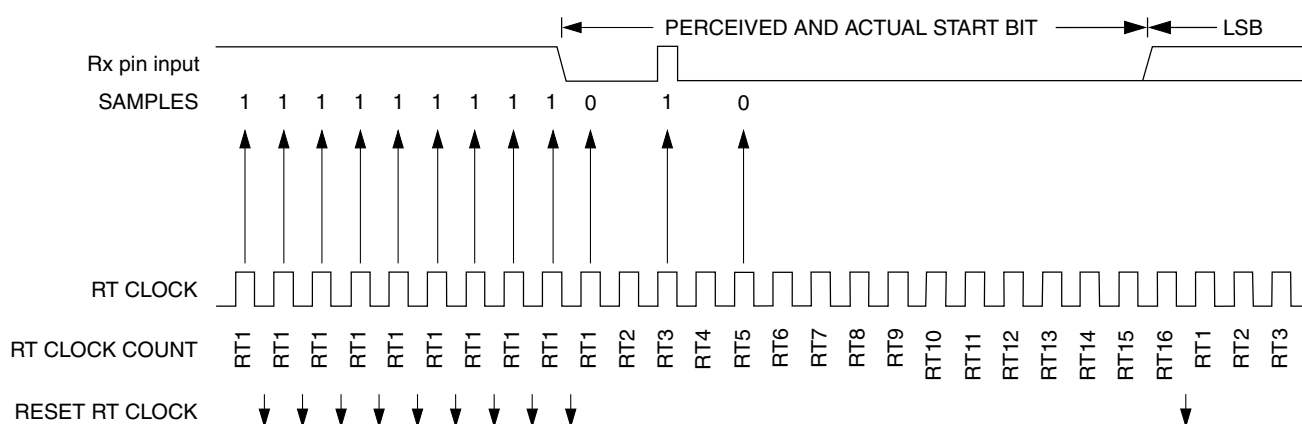 PERCEIVED AND ACTUAL START BIT LSB
Rx pin input
SAMPLES 1 1 1 1 1 1 1 1 1 0 1 0
RT CLOCK
RT CLOCK COUNT RT1 RT1 RT1 RT1 RT1 RT1 RT1 RT1 RT1 RT1 RT2 RT3 RT4 RT5 RT6 RT7 RT8 RT9 RT10 RT11 RT12 RT13 RT14 RT15 RT16 RT1 RT2 RT3
RESET RT CLOCK